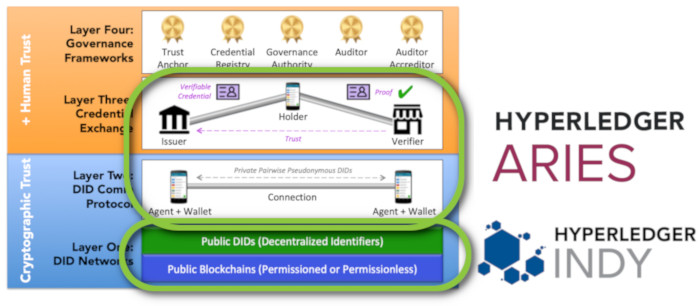 + Human Trust
Layer Four:
Governance
Frameworks
Trust
Anchor
Credential
Registry
Governance
Authority
Auditor
Auditor
Accreditor
Layer Three:
Credential
Exchange
Verifiable
Credential
Proof
Holder
Issuer
Trust
Verifier
HYPERLEDGER
ARIES
Cryptographic Trust
Layer Two:
DID Comm
Protocol
Private Pairwise Pseudonymous DIDs
Connection
Agent + Wallet
Agent + Wallet
Layer One:
DID Networks
Public DIDs (Decentralized Identifiers)
Public Blockchains (Permissioned or Permissionless)
HYPERLEDGER
INDY